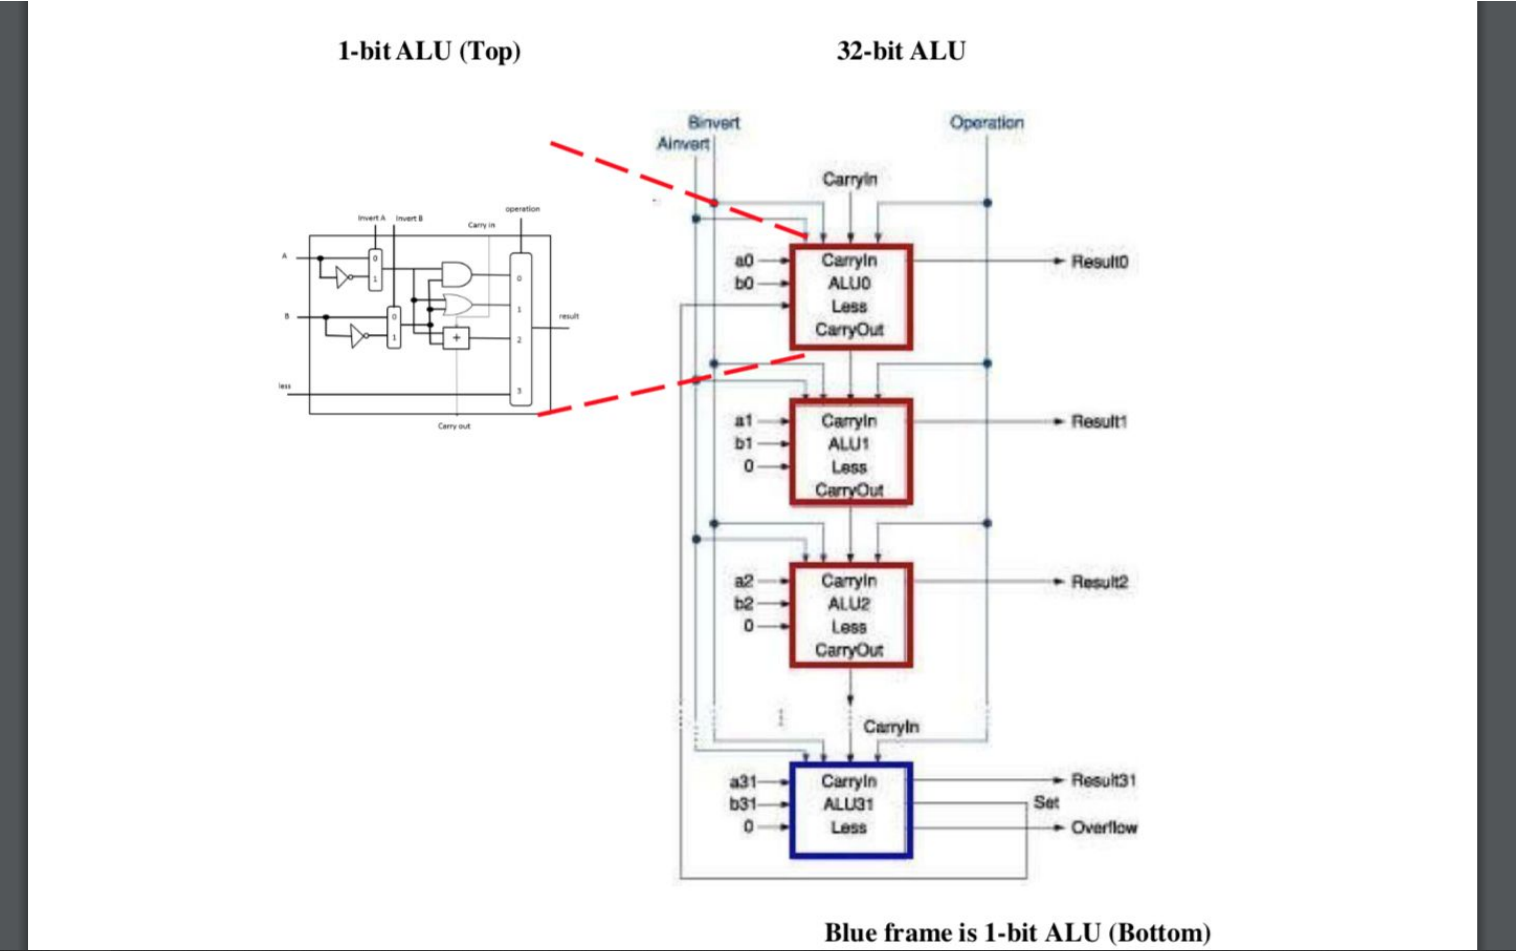 1-bit ALU (Top)
32-bit ALU
Binvert
Ainvert
Operation
CarryIn
Invert A
Invert B
Carry in
operation
A
0
1
B
0
1
+
0
1
2
3
result
less
Carry out
a0
b0
CarryIn
ALU0
Less
CarryOut
Result0
a1
b1
0
CarryIn
ALU1
Less
CarryOut
Result1
a2
b2
0
CarryIn
ALU2
Less
CarryOut
Result2
CarryIn
a31
b31
0
CarryIn
ALU31
Less
Result31
Set
Overflow
Blue frame is 1-bit ALU (Bottom)